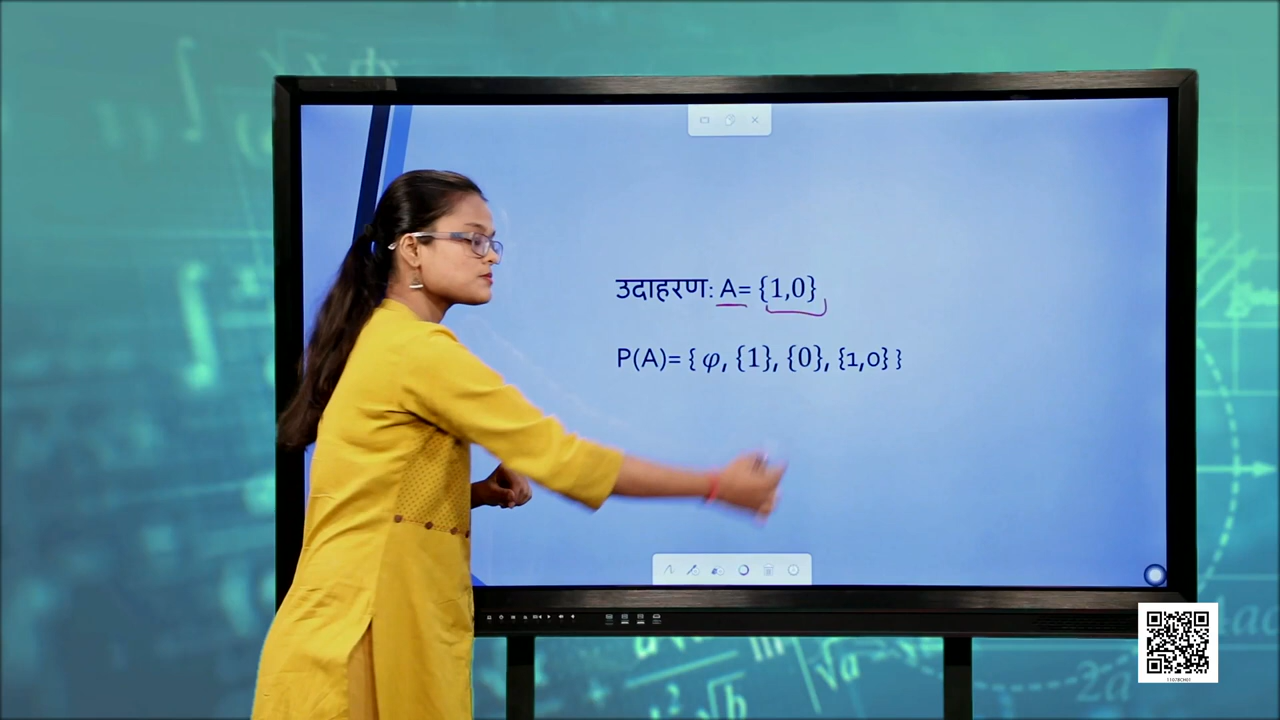 उदाहरण: A= {1,0}
P(A)= { φ, {1}, {0}, {1,0} }